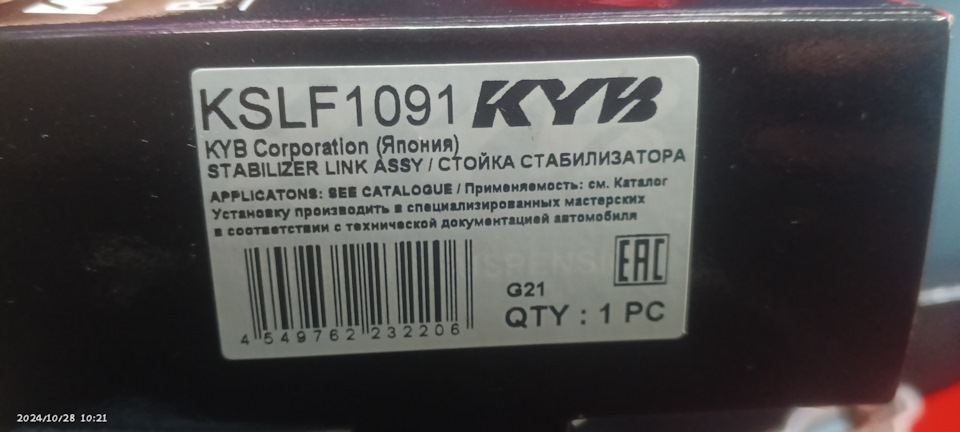 KSLF1091 KYB
KYB Corporation (Япония)
STABILIZER LINK ASSY / СТОЙКА СТАБИЛИЗАТОРА
APPLICATONS: SEE CATALOGUE / Применяемость: см. Каталог
Установку производить в специализированных мастерских
в соответствии с технической документацией автомобиля
EAC
G21
QTY : 1 PC
4 549762 232206
2024/10/28 10:21